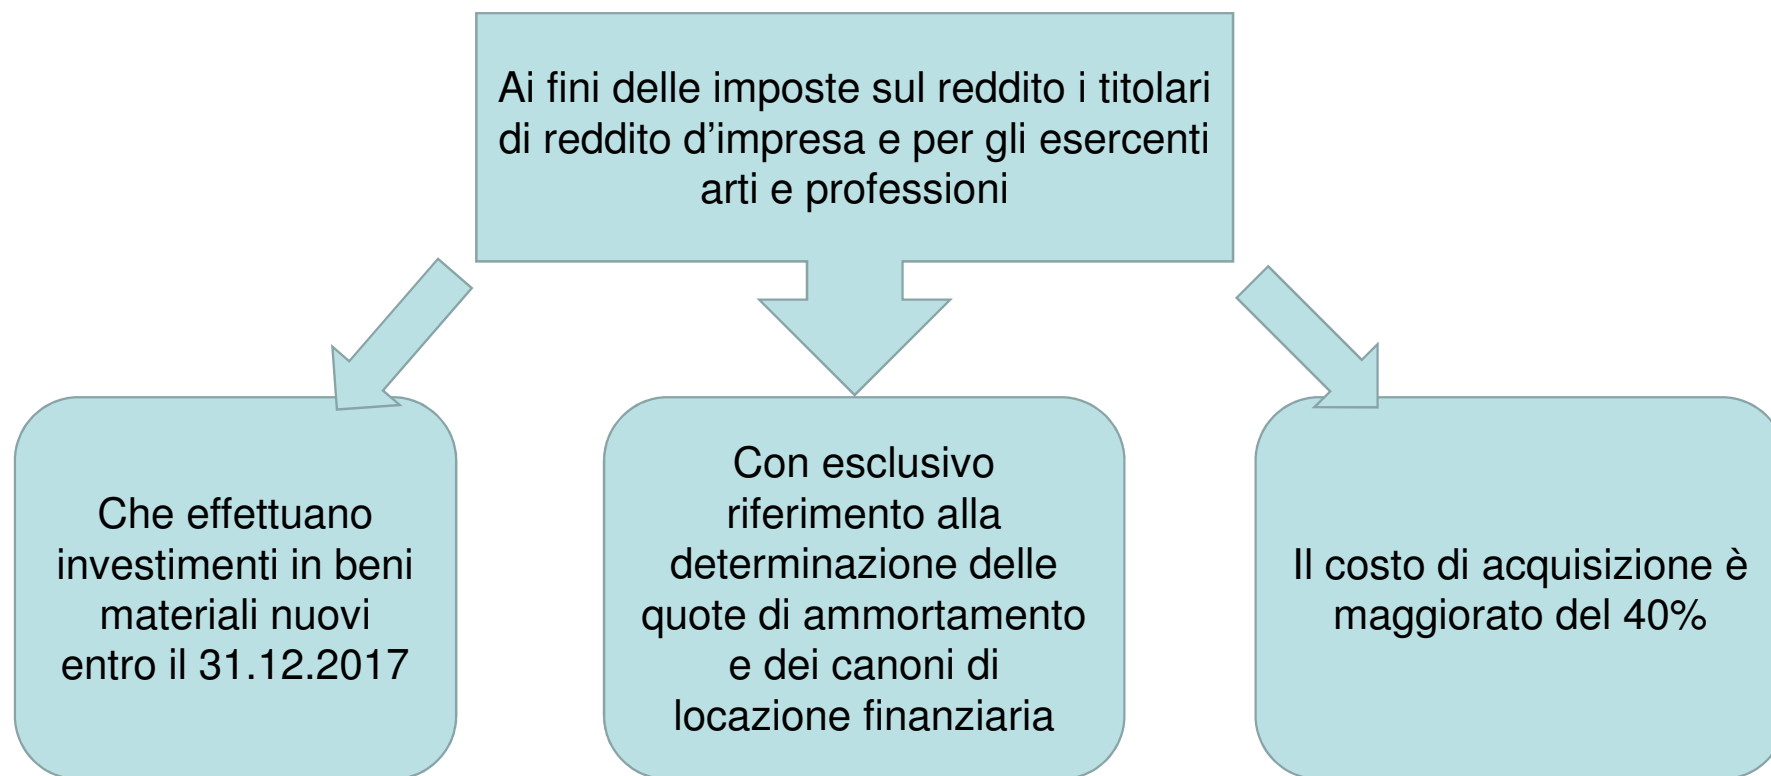 Ai fini delle imposte sul reddito i titolari
di reddito d’impresa e per gli esercenti
arti e professioni
Che effettuano
investimenti in beni
materiali nuovi
entro il 31.12.2017
Con esclusivo
riferimento alla
determinazione delle
quote di ammortamento
e dei canoni di
locazione finanziaria
Il costo di acquisizione è
maggiorato del 40%